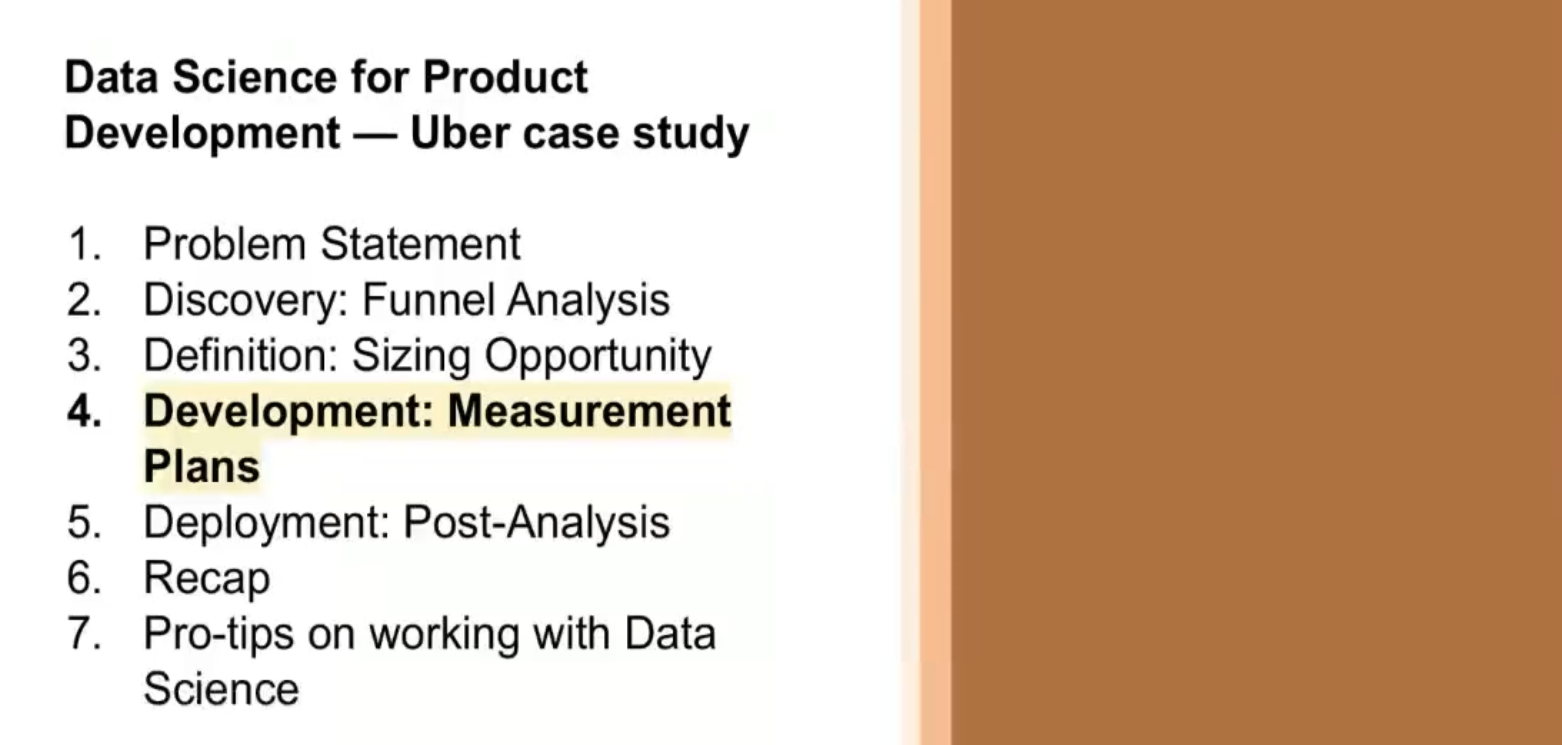 Data Science for Product
Development — Uber case study
1. Problem Statement
2. Discovery: Funnel Analysis
3. Definition: Sizing Opportunity
4. Development: Measurement
Plans
5. Deployment: Post-Analysis
6. Recap
7. Pro-tips on working with Data
Science